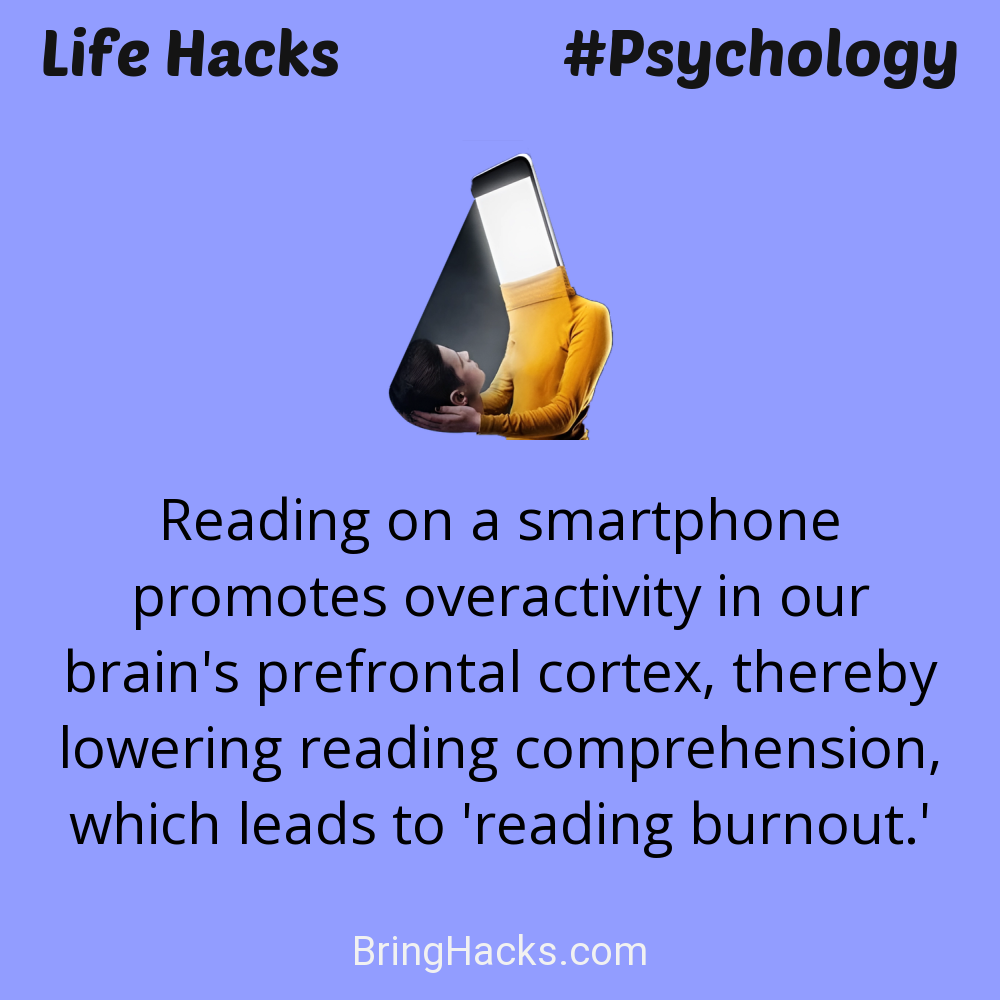 Life Hacks #Psychology
Reading on a smartphone
promotes overactivity in our
brain's prefrontal cortex, thereby
lowering reading comprehension,
which leads to 'reading burnout.'
BringHacks.com